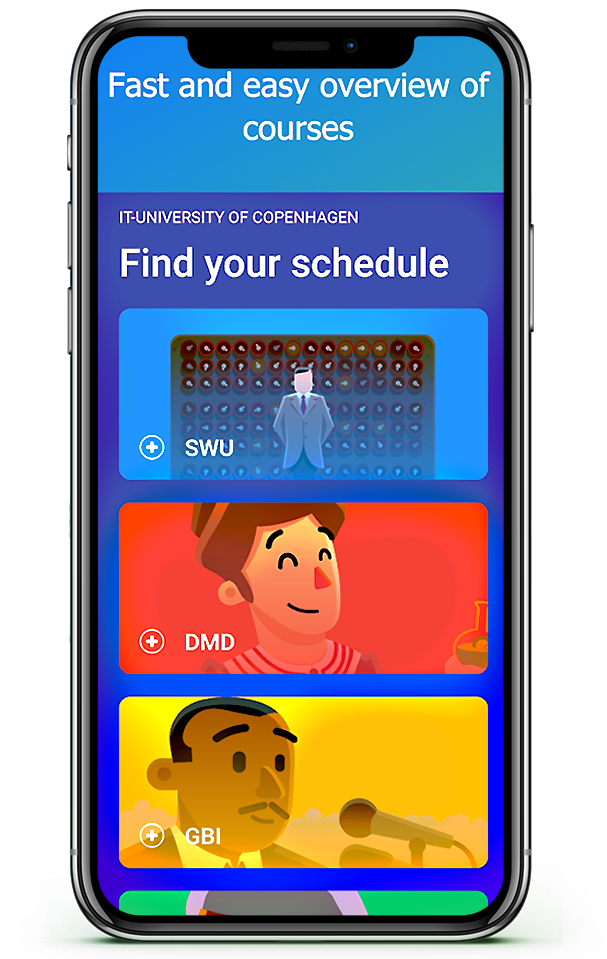 Fast and easy overview of
courses
IT-UNIVERSITY OF COPENHAGEN
Find your schedule
SWU
DMD
GBI